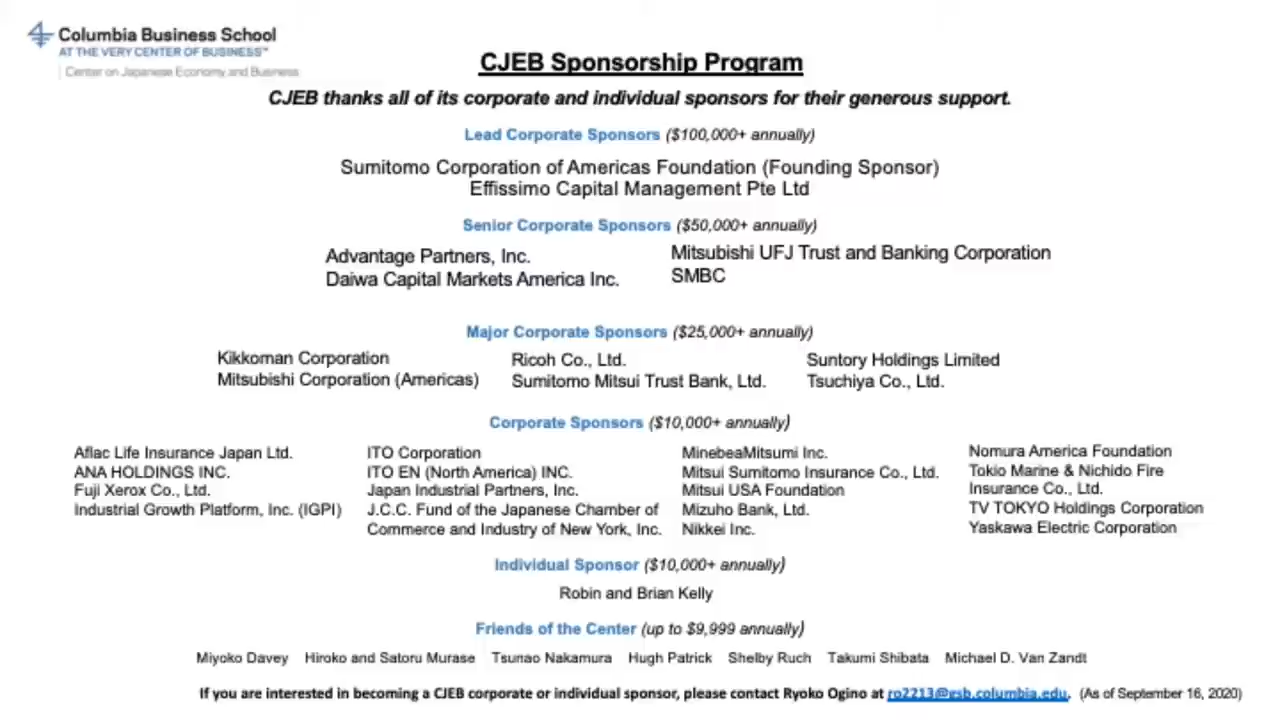 Columbia Business School
AT THE VERY CENTER OF BUSINESS™
Center on Japanese Economy and Business
CJEB Sponsorship Program
CJEB thanks all of its corporate and individual sponsors for their generous support.
Lead Corporate Sponsors ($100,000+ annually)
Sumitomo Corporation of Americas Foundation (Founding Sponsor)
Effissimo Capital Management Pte Ltd
Senior Corporate Sponsors ($50,000+ annually)
Advantage Partners, Inc.
Daiwa Capital Markets America Inc.
Mitsubishi UFJ Trust and Banking Corporation
SMBC
Major Corporate Sponsors ($25,000+ annually)
Kikkoman Corporation
Mitsubishi Corporation (Americas)
Ricoh Co., Ltd.
Sumitomo Mitsui Trust Bank, Ltd.
Suntory Holdings Limited
Tsuchiya Co., Ltd.
Corporate Sponsors ($10,000+ annually)
Aflac Life Insurance Japan Ltd.
ANA HOLDINGS INC.
Fuji Xerox Co., Ltd.
Industrial Growth Platform, Inc. (IGPI)
ITO Corporation
ITO EN (North America) INC.
Japan Industrial Partners, Inc.
J.C.C. Fund of the Japanese Chamber of
Commerce and Industry of New York, Inc.
MinebeaMitsumi Inc.
Mitsui Sumitomo Insurance Co., Ltd.
Mitsui USA Foundation
Mizuho Bank, Ltd.
Nikkei Inc.
Nomura America Foundation
Tokio Marine & Nichido Fire
Insurance Co., Ltd.
TV TOKYO Holdings Corporation
Yaskawa Electric Corporation
Individual Sponsor ($10,000+ annually)
Robin and Brian Kelly
Friends of the Center (up to $9,999 annually)
Miyoko Davey Hiroko and Satoru Murase Tsunao Nakamura Hugh Patrick Shelby Ruch Takumi Shibata Michael D. Van Zandt
If you are interested in becoming a CJEB corporate or individual sponsor, please contact Ryoko Ogino at ro2213@gsb.columbia.edu. (As of September 16, 2020)